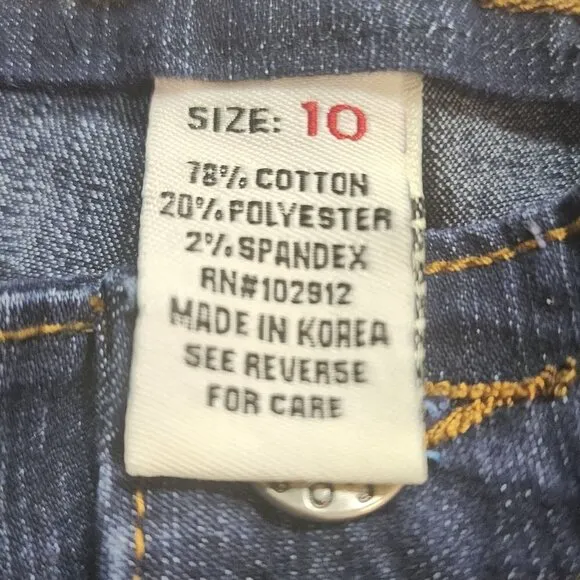 SIZE: 10
78% COTTON
20% POLYESTER
2% SPANDEX
RN#102912
MADE IN KOREA
SEE REVERSE
FOR CARE